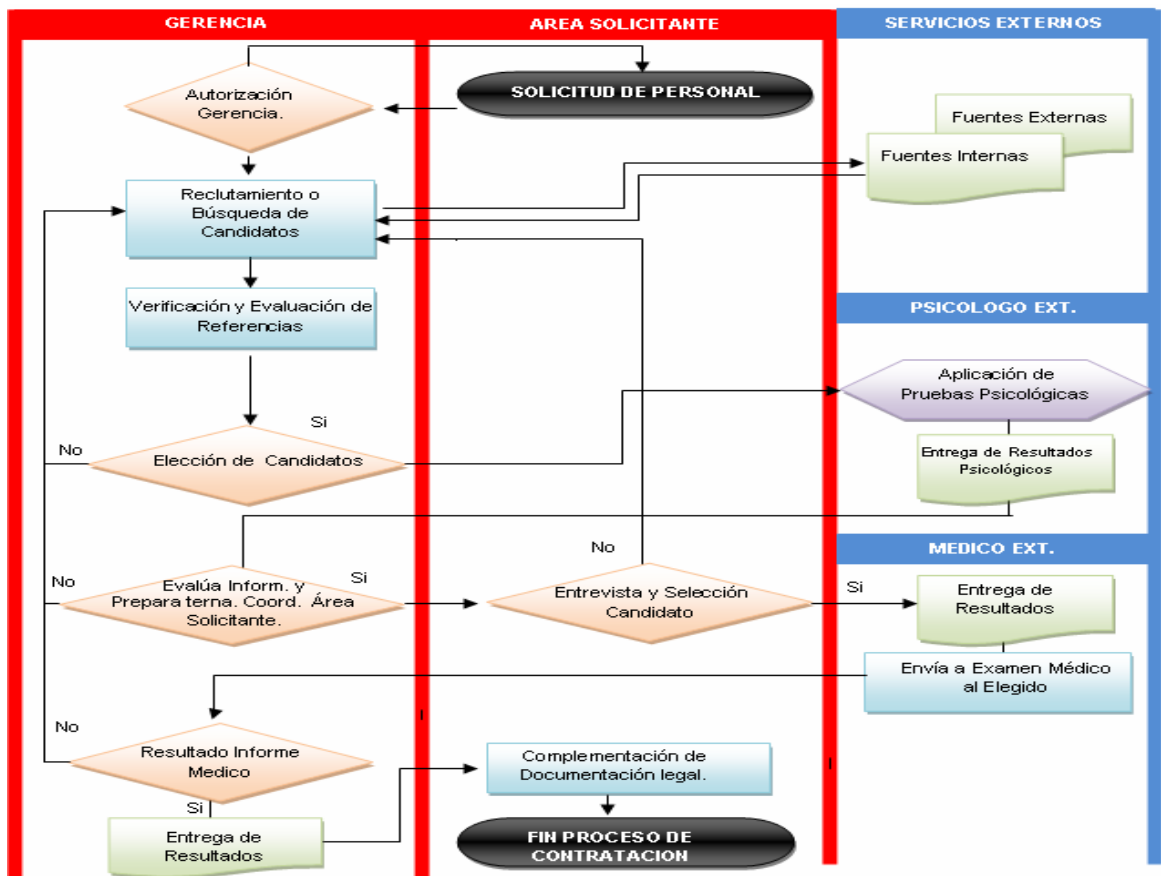 GERENCIA
AREA SOLICITANTE
SERVICIOS EXTERNOS
Autorización
Gerencia.
SOLICITUD DE PERSONAL
Fuentes Externas
Fuentes Internas
Reclutamiento o
Búsqueda de
Candidatos
Verificación y Evaluación de
Referencias
PSICOLOGO EXT.
Aplicación de
Pruebas Psicológicas
Si
No
Elección de Candidatos
Entrega de Resultados
Psicológicos
MEDICO EXT.
No
Evalúa Inform. y
Prepara terna. Coord. Área
Solicitante.
Si
No
Entrevista y Selección
Candidato
Si
Entrega de
Resultados
Envía a Examen Médico
al Elegido
No
Resultado Informe
Medico
Si
Complementación de
Documentación legal.
Entrega de
Resultados
FIN PROCESO DE
CONTRATACION